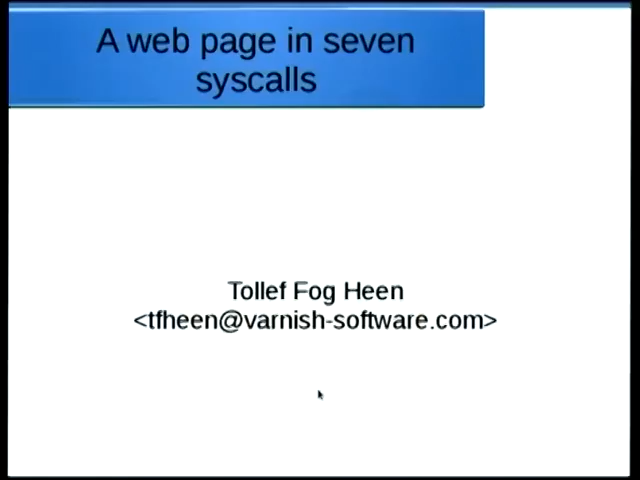 A web page in seven
syscalls
Tollef Fog Heen
<tfheen@varnish-software.com>